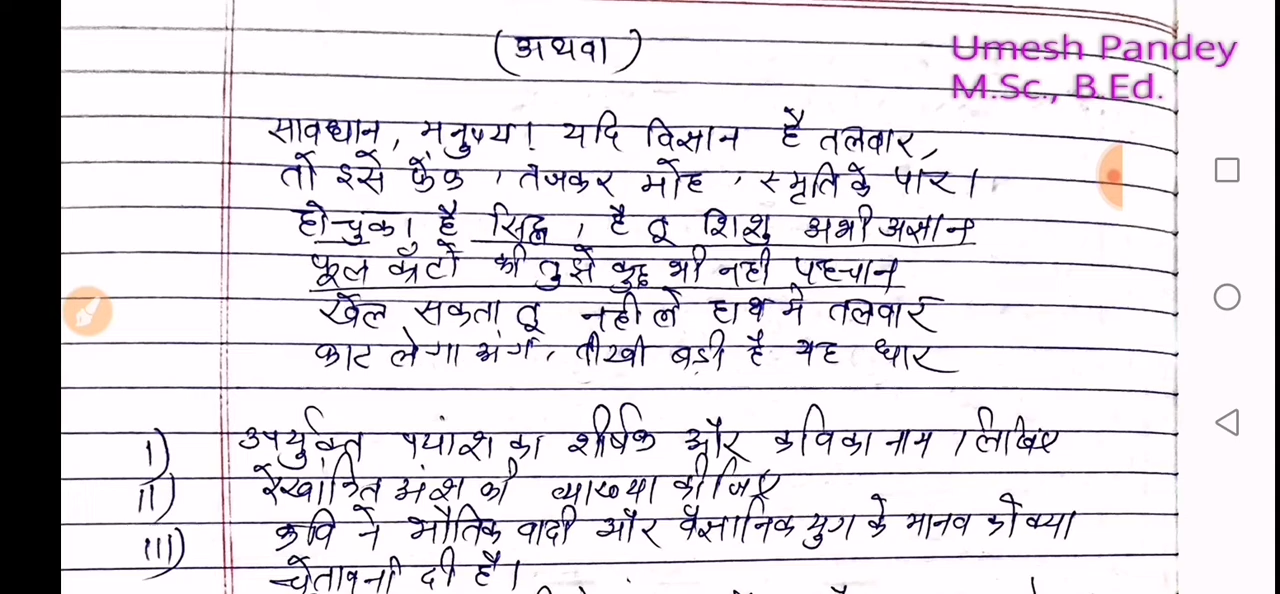 (अथवा)
Umesh Pandey
M.Sc., B.Ed.
सावधान, मनुष्य! यदि विज्ञान है तलवार,
तो इसे फेंक, तजकर मोह, स्मृति के पार।
हो चुका है सिद्ध, है तू शिशु अभी अज्ञान
फूल काँटों की तुझे कुछ भी नही पहचान
खेल सकता तू नही ले हाथ मे तलवार
काट लेगा अंग, तीखी बड़ी है यह धार
I) उपर्युक्त पद्यांश का शीर्षक और कवि का नाम लिखिए
II) रेखांकित अंश की व्याख्या कीजिए
III) कवि ने भौतिक वादी और वैज्ञानिक युग के मानव को क्या
चेतावनी दी है।